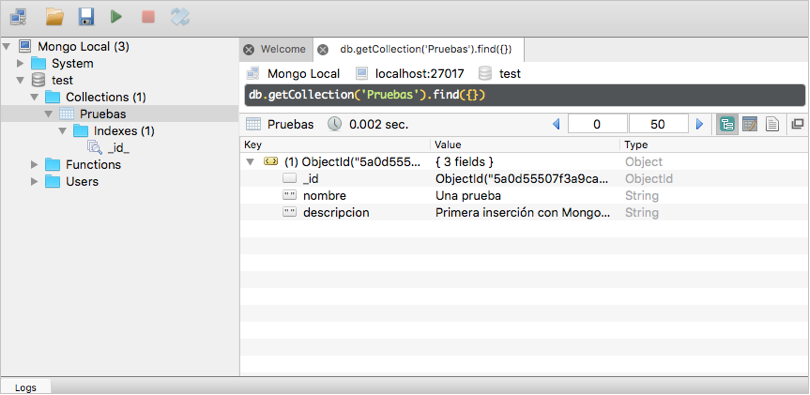 Mongo Local (3)
System
test
Collections (1)
Pruebas
Indexes (1)
_id_
Functions
Users
Welcome
db.getCollection('Pruebas').find({})
Mongo Local localhost:27017 test
db.getCollection('Pruebas').find({})
Pruebas 0.002 sec. 0 50
Key Value Type
(1) ObjectId("5a0d555... { 3 fields } Object
_id ObjectId("5a0d55507f3a9ca... ObjectId
nombre Una prueba String
descripcion Primera inserción con Mongo... String
Logs